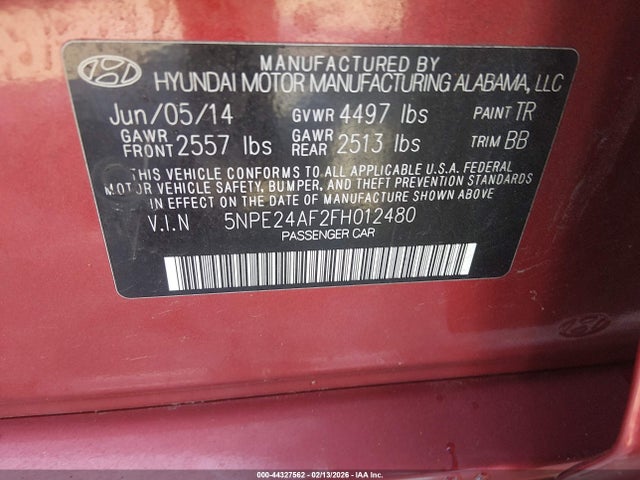 MANUFACTURED BY
HYUNDAI MOTOR MANUFACTURING ALABAMA, LLC
Jun/05/14 GVWR 4497 lbs PAINT TR
GAWR FRONT 2557 lbs GAWR REAR 2513 lbs TRIM BB
THIS VEHICLE CONFORMS TO ALL APPLICABLE U.S.A. FEDERAL
MOTOR VEHICLE SAFETY, BUMPER, AND THEFT PREVENTION STANDARDS
IN EFFECT ON THE DATE OF MANUFACTURE SHOWN ABOVE.
V.I.N 5NPE24AF2FH012480
PASSENGER CAR
000-44327562 - 02/13/2026 - IAA Inc.